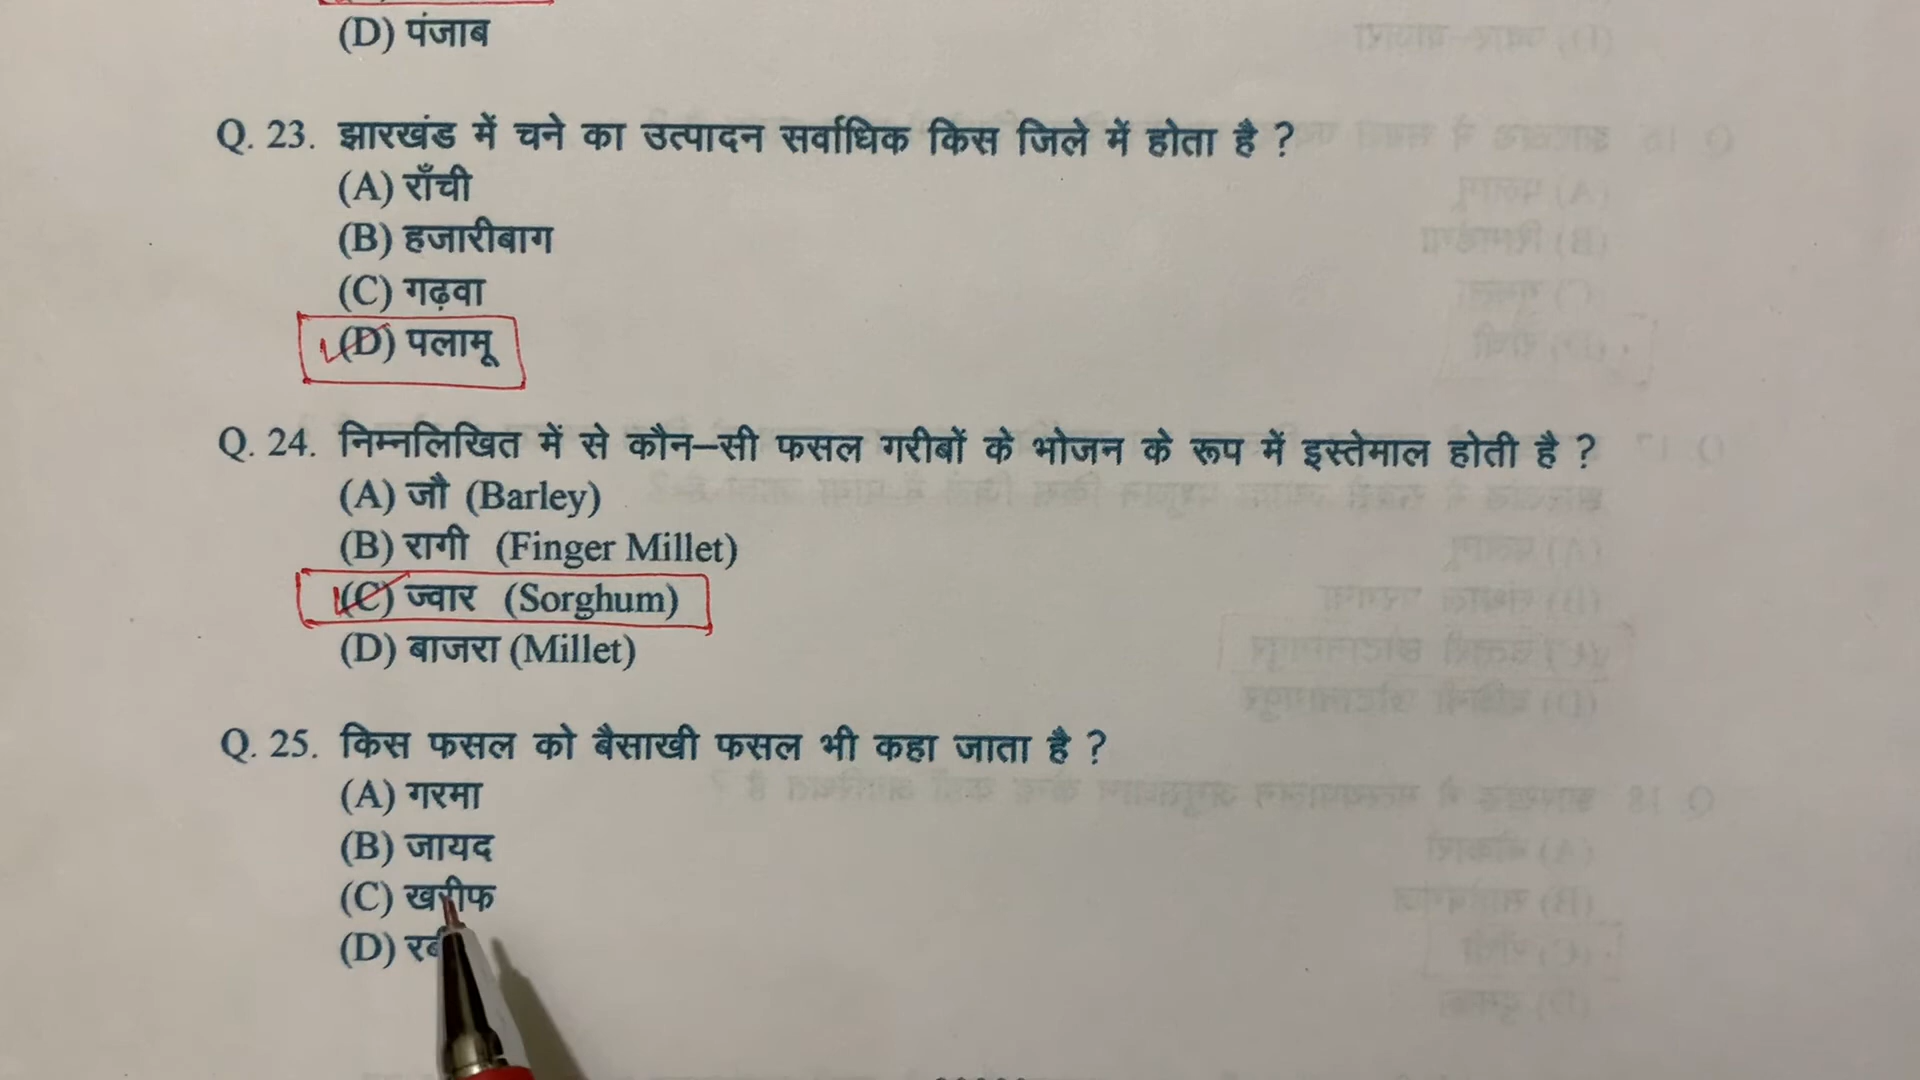 (D) पंजाब
Q. 23. झारखंड में चने का उत्पादन सर्वाधिक किस जिले में होता है ?
(A) राँची
(B) हजारीबाग
(C) गढ़वा
(D) पलामू
Q. 24. निम्नलिखित में से कौन–सी फसल गरीबों के भोजन के रूप में इस्तेमाल होती है ?
(A) जौ (Barley)
(B) रागी (Finger Millet)
(C) ज्वार (Sorghum)
(D) बाजरा (Millet)
Q. 25. किस फसल को बैसाखी फसल भी कहा जाता है ?
(A) गरमा
(B) जायद
(C) खरीफ
(D)